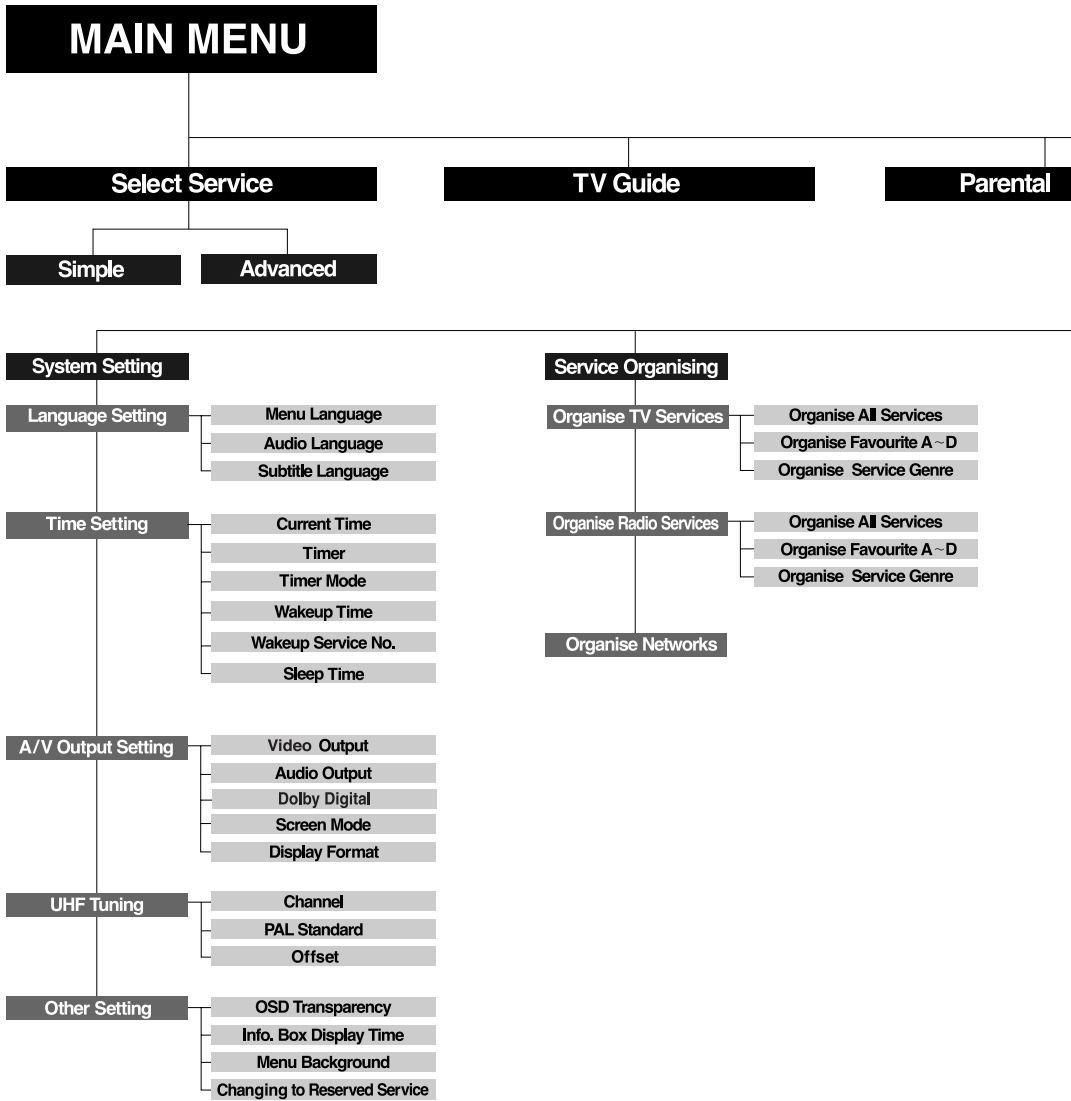 MAIN MENU
Select Service
TV Guide
Parental
Simple
Advanced
System Setting
Language Setting
Menu Language
Audio Language
Subtitle Language
Time Setting
Current Time
Timer
Timer Mode
Wakeup Time
Wakeup Service No.
Sleep Time
A/V Output Setting
Video Output
Audio Output
Dolby Digital
Screen Mode
Display Format
UHF Tuning
Channel
PAL Standard
Offset
Other Setting
OSD Transparency
Info. Box Display Time
Menu Background
Changing to Reserved Service
Service Organising
Organise TV Services
Organise All Services
Organise Favourite A~D
Organise Service Genre
Organise Radio Services
Organise All Services
Organise Favourite A~D
Organise Service Genre
Organise Networks